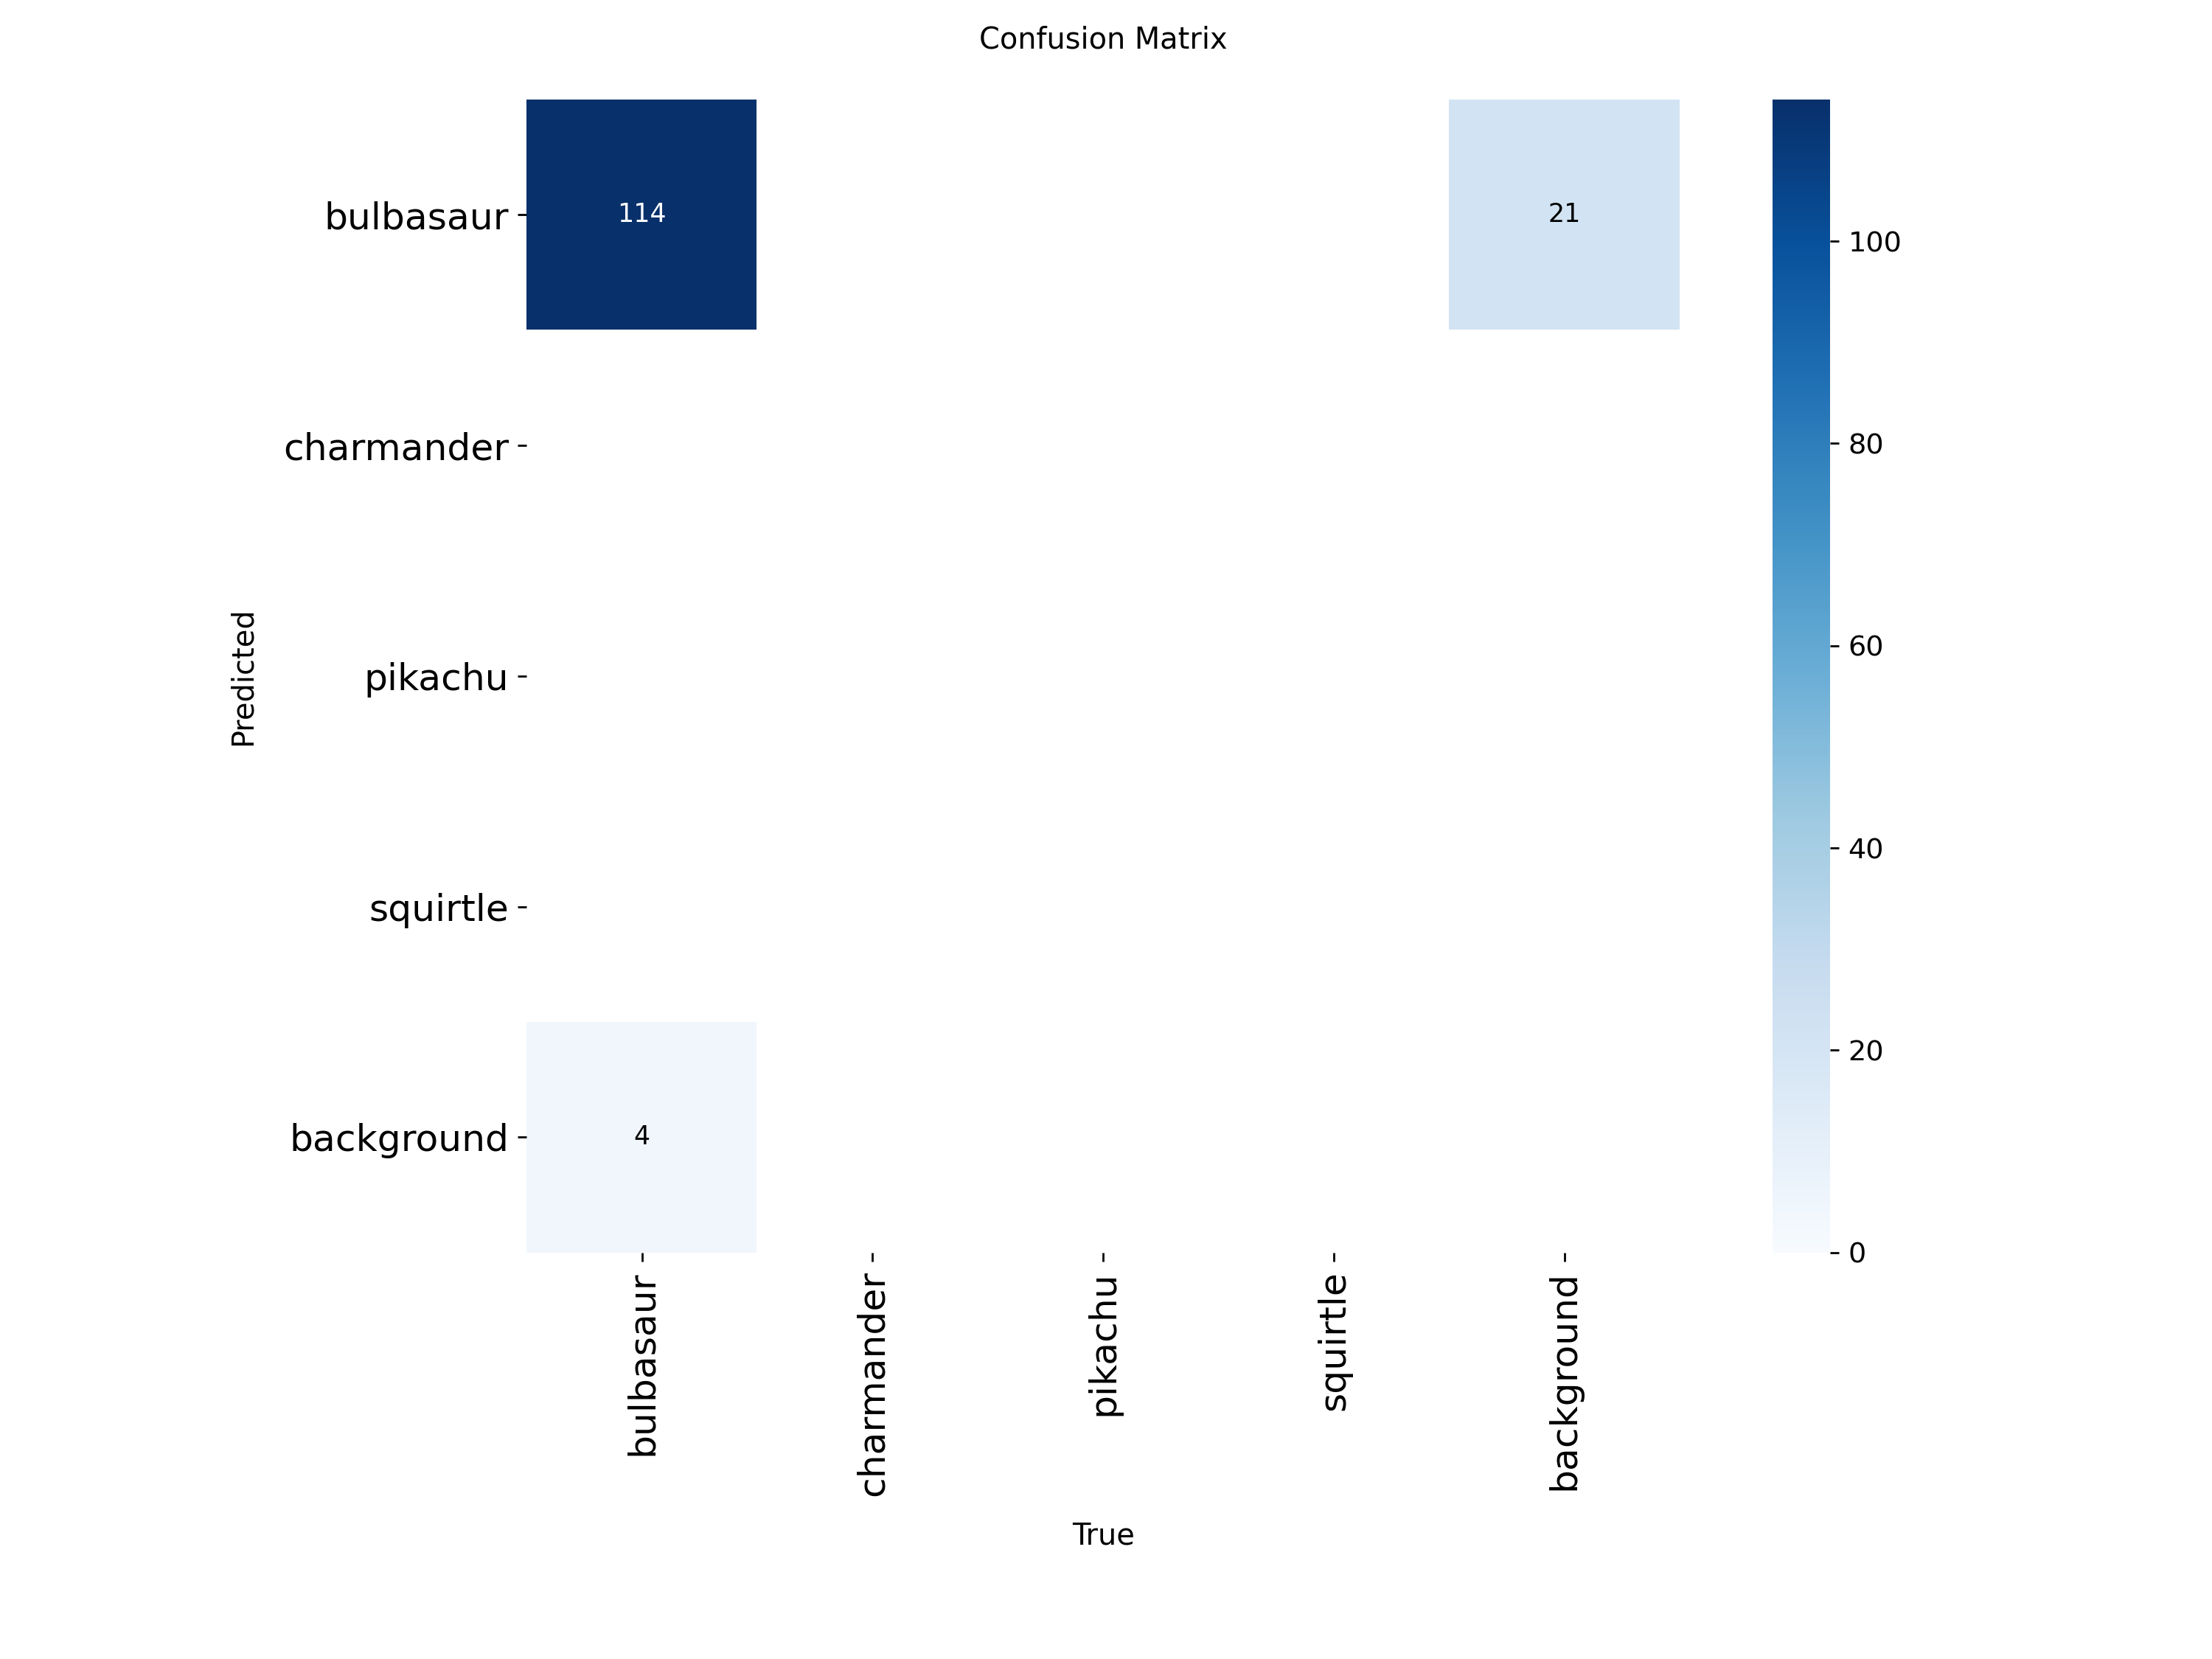 Confusion Matrix
bulbasaur
114
21
charmander
pikachu
squirtle
background
4
Predicted
bulbasaur
charmander
pikachu
squirtle
background
True
100
80
60
40
20
0